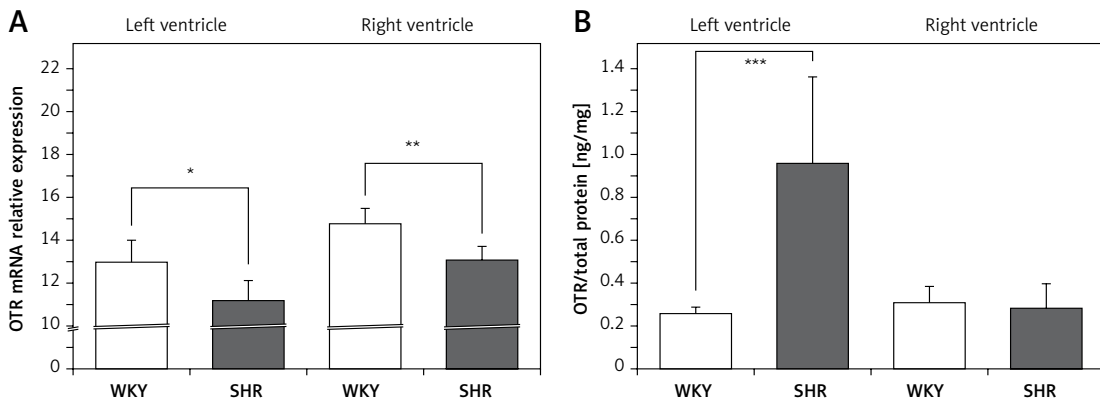 A
Left ventricle Right ventricle
OTR mRNA relative expression
22
20
18
16
14
12
10
0
*
**
WKY SHR WKY SHR
B
Left ventricle Right ventricle
OTR/total protein [ng/mg]
1.4
1.2
1.0
0.8
0.6
0.4
0.2
0
***
WKY SHR WKY SHR